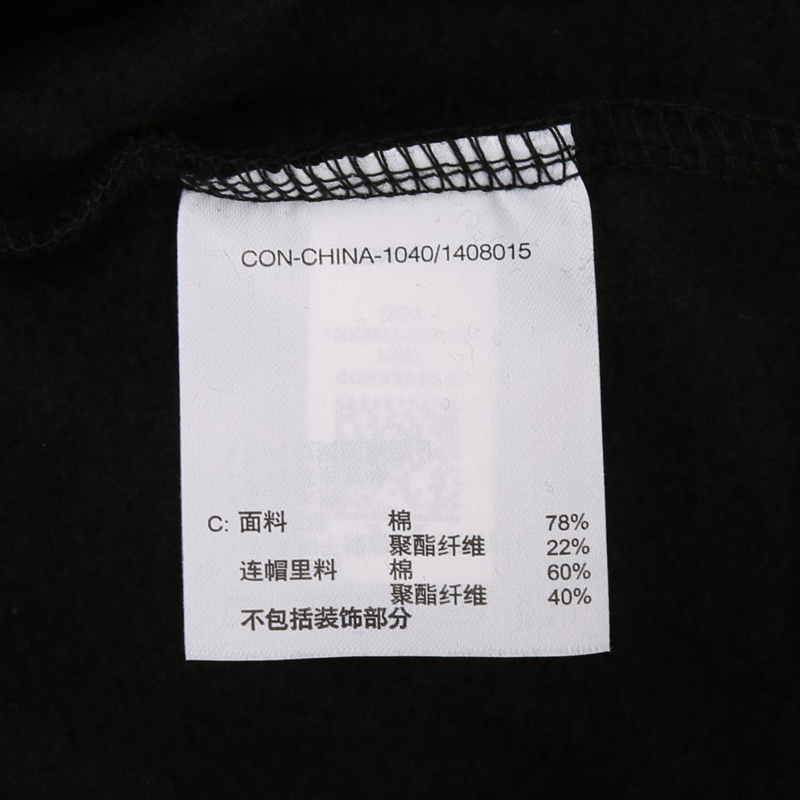 CON-CHINA-1040/1408015
C: 面料 棉 78%
聚酯纤维 22%
连帽里料 棉 60%
聚酯纤维 40%
不包括装饰部分